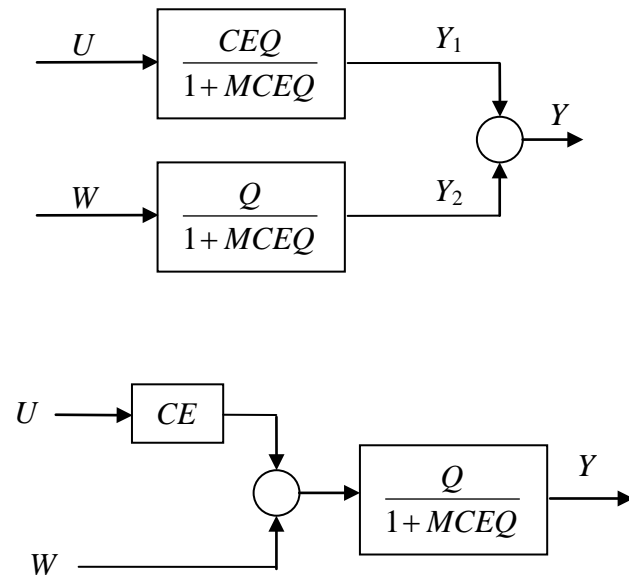 U
CEQ
1 + MCEQ
Y₁
Y
W
Q
1 + MCEQ
Y₂
U
CE
Q
1 + MCEQ
Y
W